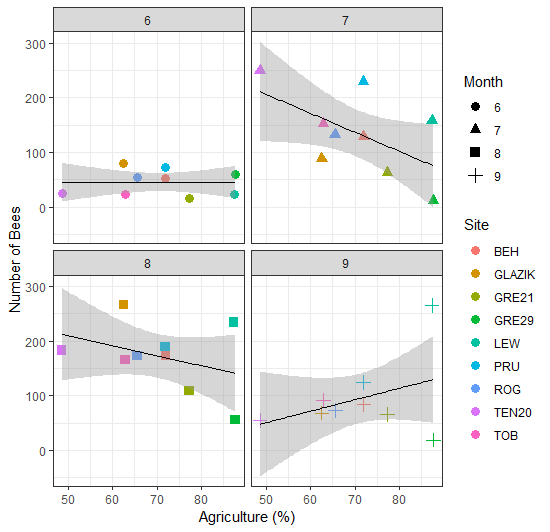 6
7
Number of Bees
300
200
100
0
8
9
300
200
100
0
50
60
70
80
50
60
70
80
Agriculture (%)
Month
6
7
8
9
Site
BEH
GLAZIK
GRE21
GRE29
LEW
PRU
ROG
TEN20
TOB